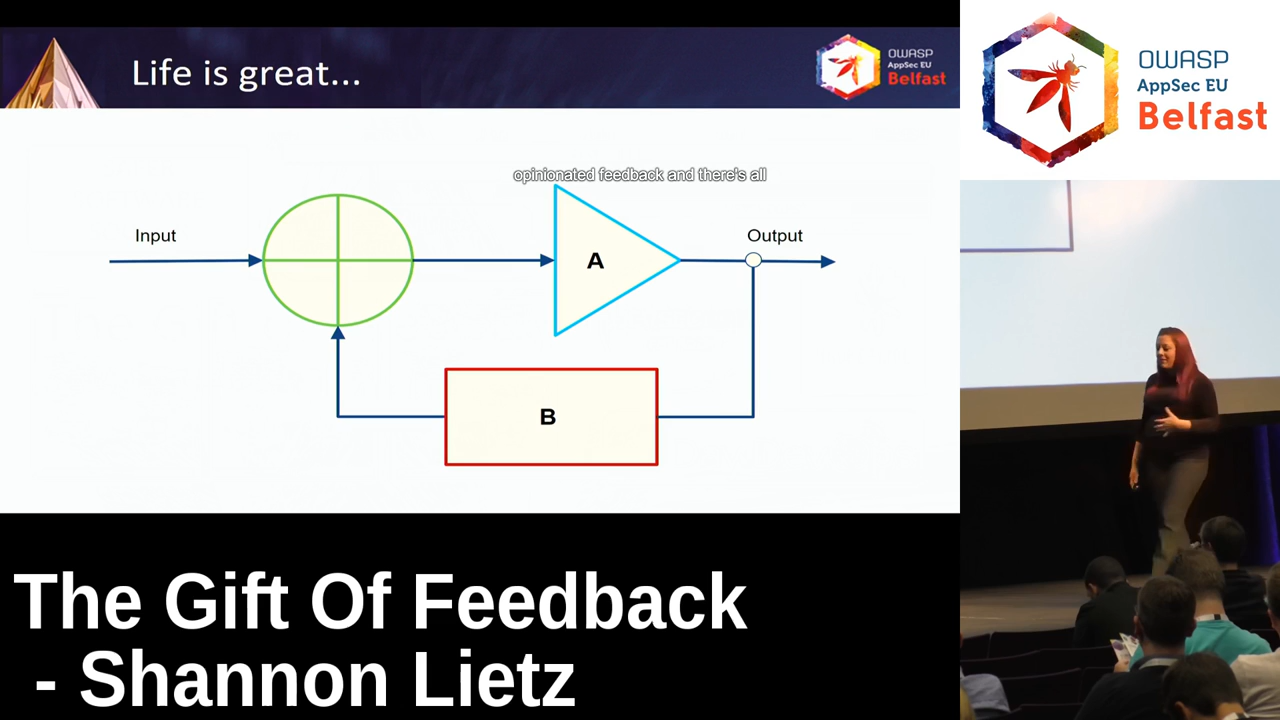 Life is great...
OWASP
AppSec EU
Belfast
OWASP
AppSec EU
Belfast
opinionated feedback and there's all
Input
Output
A
B
The Gift Of Feedback
- Shannon Lietz